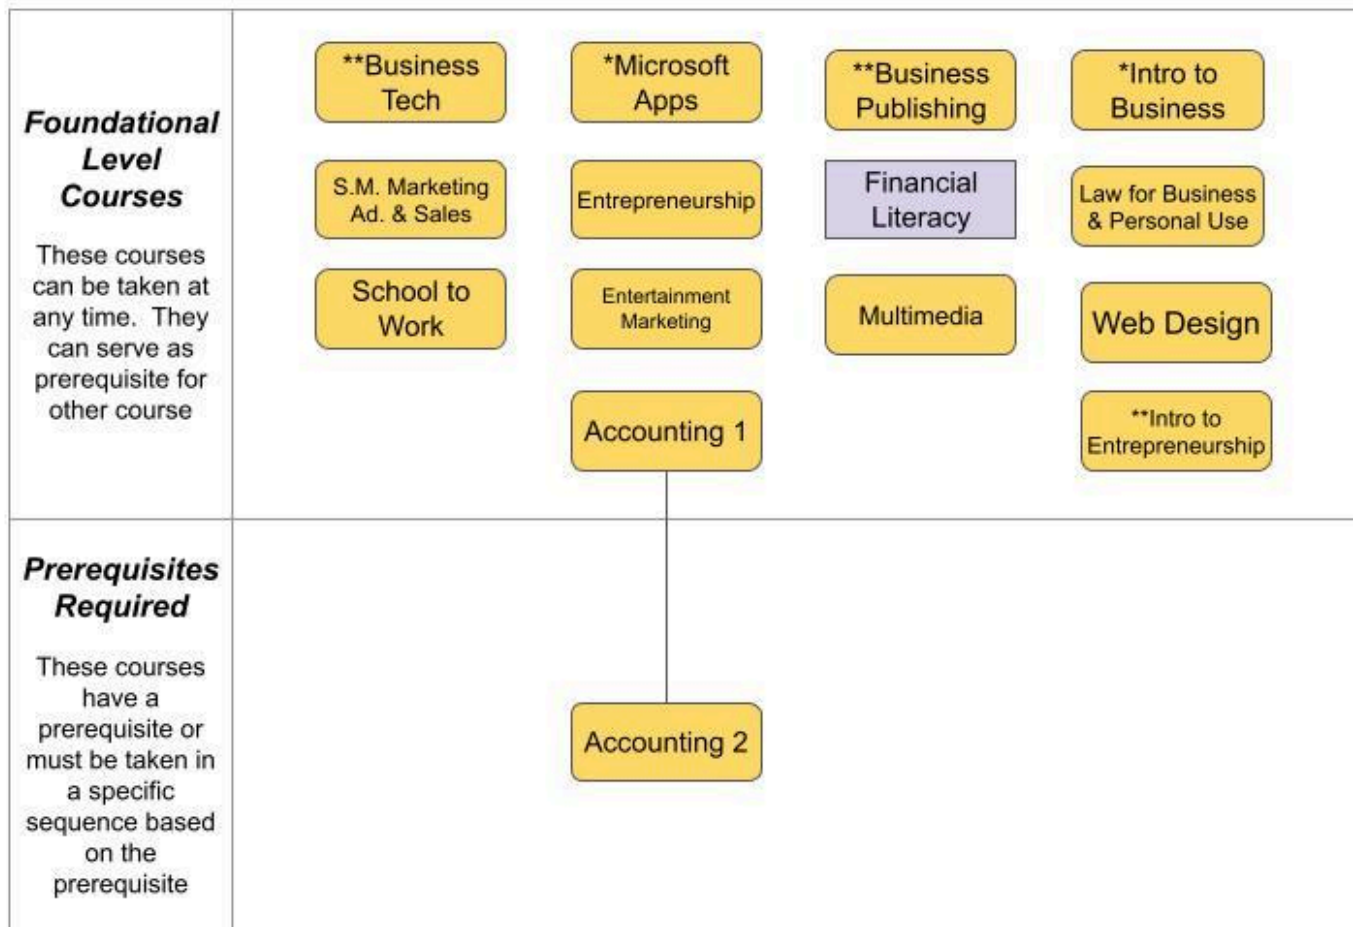 Foundational
Level
Courses
These courses
can be taken at
any time.  They
can serve as
prerequisite for
other course
**Business
Tech
*Microsoft
Apps
**Business
Publishing
*Intro to
Business
S.M. Marketing
Ad. & Sales
Entrepreneurship
Financial
Literacy
Law for Business
& Personal Use
School to
Work
Entertainment
Marketing
Multimedia
Web Design
Accounting 1
**Intro to
Entrepreneurship
Prerequisites
Required
These courses
have a
prerequisite or
must be taken in
a specific
sequence based
on the
prerequisite
Accounting 2